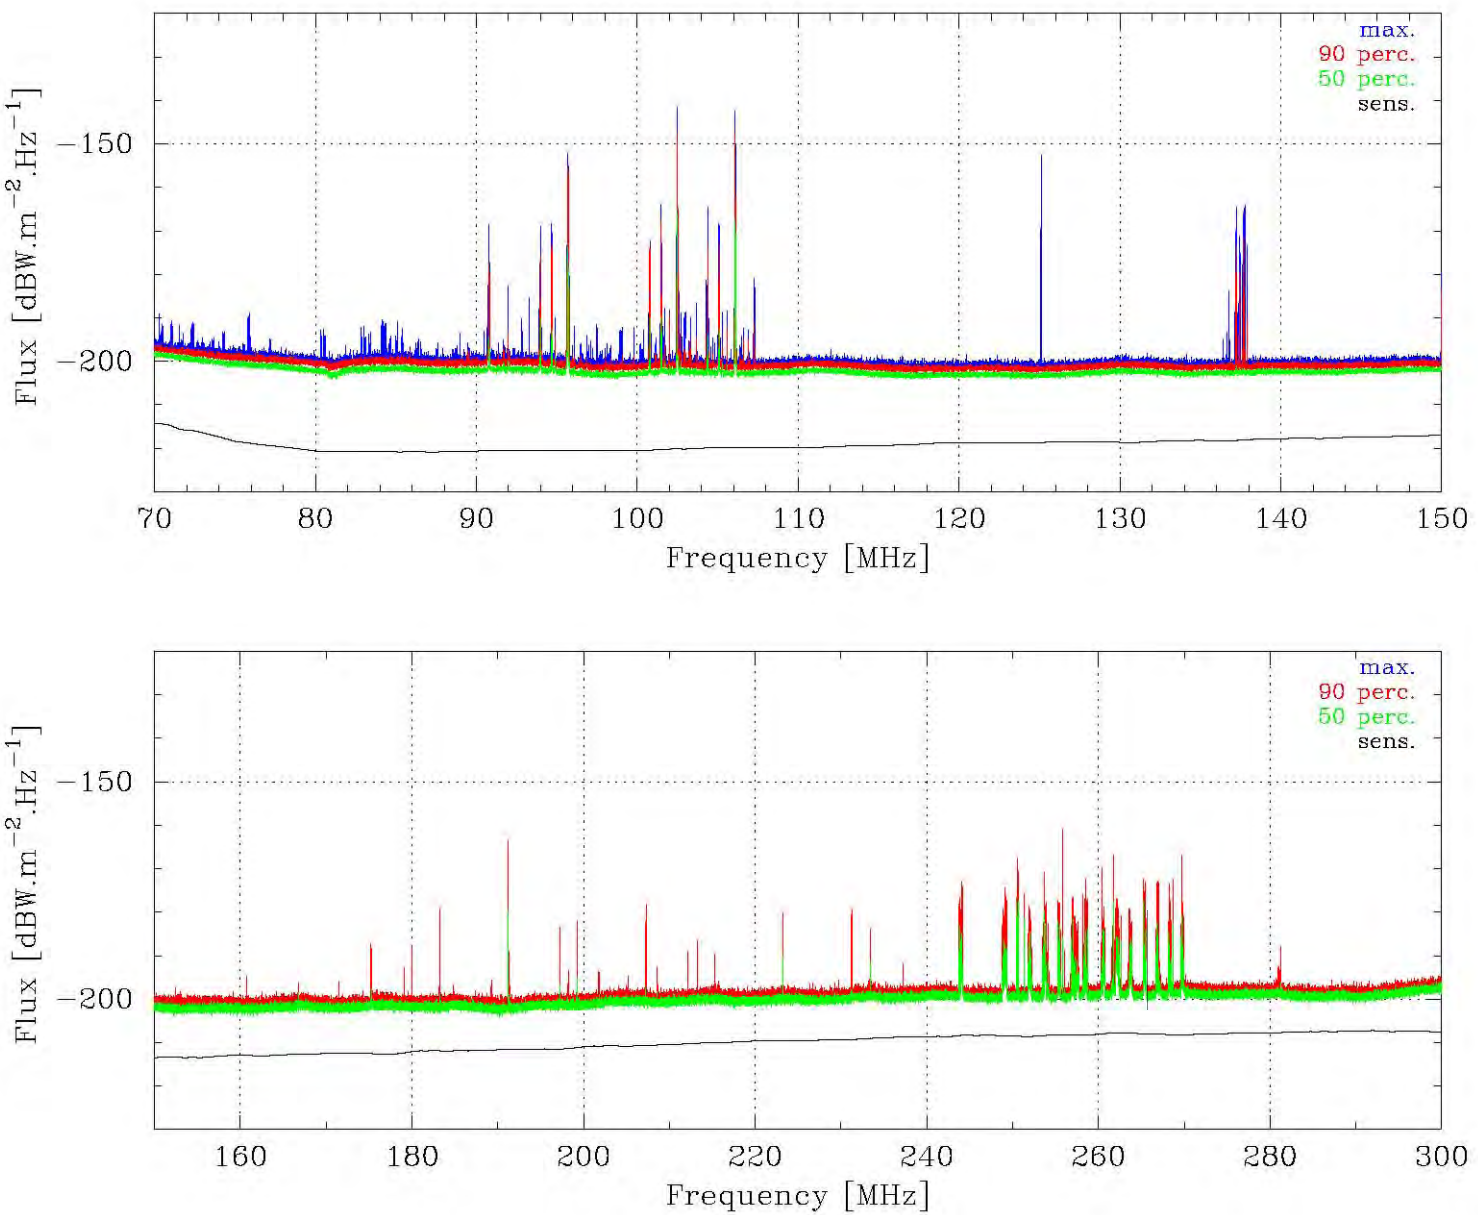 max.
90 perc.
50 perc.
sens.
Flux [dBW.m⁻².Hz⁻¹]
−150
−200
70 80 90 100 110 120 130 140 150
Frequency [MHz]
max.
90 perc.
50 perc.
sens.
Flux [dBW.m⁻².Hz⁻¹]
−150
−200
160 180 200 220 240 260 280 300
Frequency [MHz]